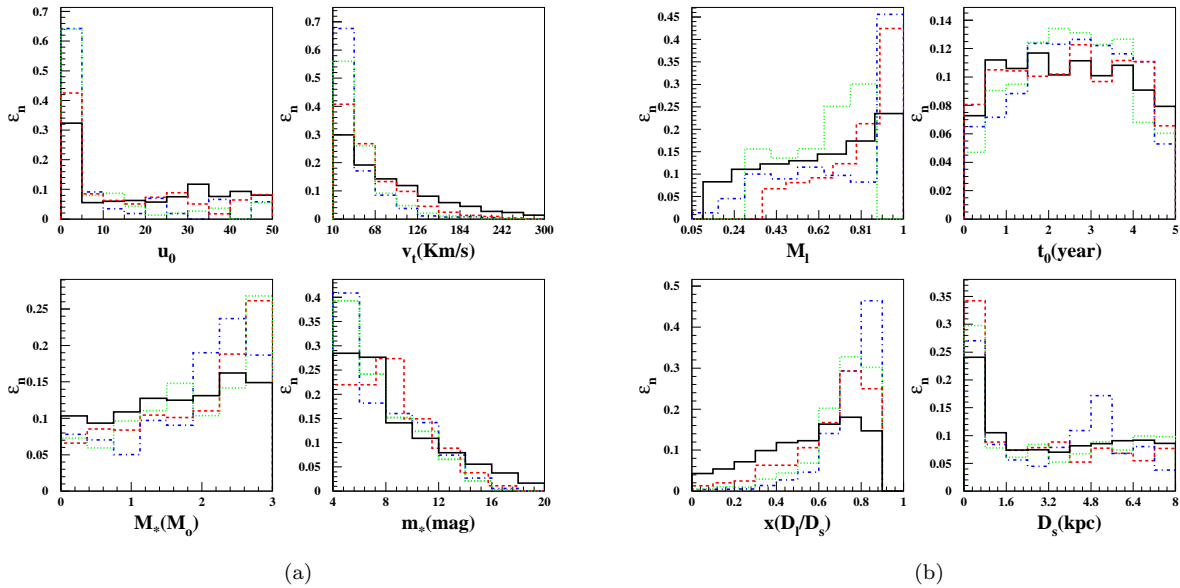 ε_n
0.7
0.6
0.5
0.4
0.3
0.2
0.1
0
0 10 20 30 40 50
u_0
ε_n
0.7
0.6
0.5
0.4
0.3
0.2
0.1
0
10 68 126 184 242 300
v_t(Km/s)
ε_n
0.25
0.2
0.15
0.1
0.05
0
0 1 2 3
M_*(M_o)
ε_n
0.4
0.35
0.3
0.25
0.2
0.15
0.1
0.05
0
4 8 12 16 20
m_*(mag)
(a)
ε_n
0.45
0.4
0.35
0.3
0.25
0.2
0.15
0.1
0.05
0
0.05 0.24 0.43 0.62 0.81 1
M_l
ε_n
0.14
0.12
0.1
0.08
0.06
0.04
0.02
0
0 1 2 3 4 5
t_0(year)
ε_n
0.5
0.4
0.3
0.2
0.1
0
0 0.2 0.4 0.6 0.8 1
x(D_l/D_s)
ε_n
0.35
0.3
0.25
0.2
0.15
0.1
0.05
0
0 1.6 3.2 4.8 6.4 8
D_s(kpc)
(b)